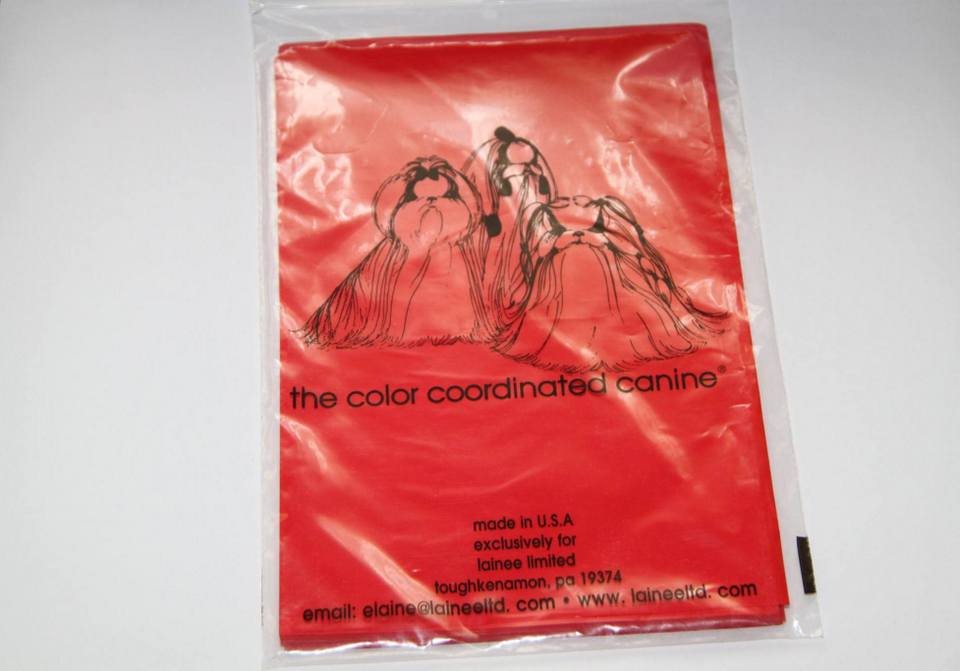 the color coordinated canine®
made in U.S.A
exclusively for
lainee limited
toughkenamon, pa 19374
email: elaine@laineeltd. com • www. laineeltd. com